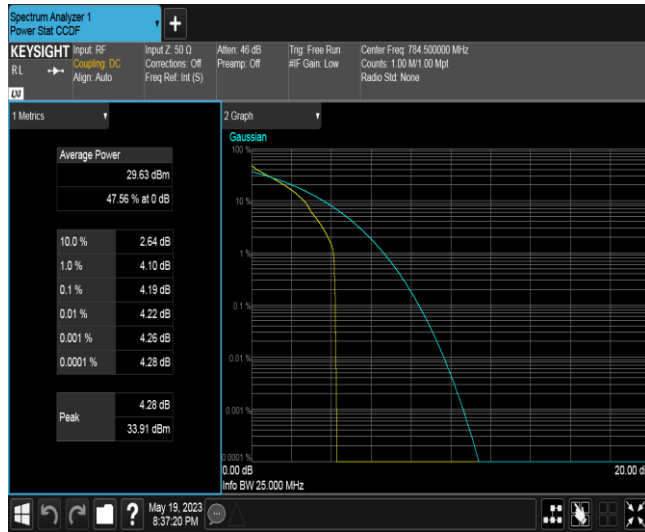 Spectrum Analyzer 1
Power Stat CCDF
+
KEYSIGHT
RL
LXI
Input: RF
Coupling: DC
Align: Auto
Input Z: 50 Ω
Corrections: Off
Freq Ref: Int (S)
Atten: 46 dB
Preamp: Off
Trig: Free Run
#IF Gain: Low
Center Freq: 784.500000 MHz
Counts: 1.00 M/1.00 Mpt
Radio Std: None
1 Metrics
Average Power
29.63 dBm
47.56 % at 0 dB
10.0 % 2.64 dB
1.0 % 4.10 dB
0.1 % 4.19 dB
0.01 % 4.22 dB
0.001 % 4.26 dB
0.0001 % 4.28 dB
Peak
4.28 dB
33.91 dBm
2 Graph
Gaussian
100 %
10 %
1 %
0.1 %
0.01 %
0.001 %
0.0001 %
0.00 dB
20.00 d
Info BW 25.000 MHz
?
May 19, 2023
8:37:20 PM